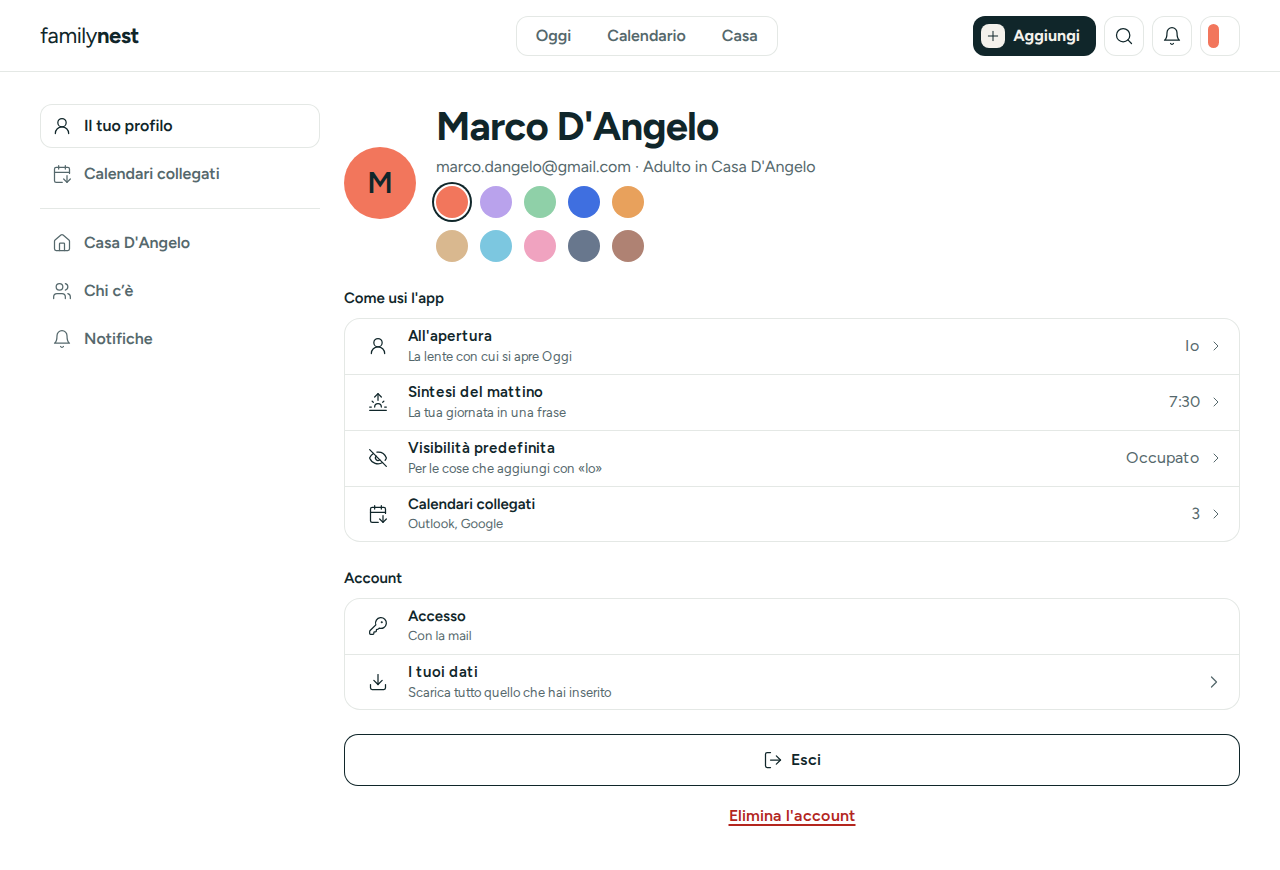 familynest
Oggi
Calendario
Casa
Aggiungi
Il tuo profilo
Calendari collegati
Casa D'Angelo
Chi c’è
Notifiche
Marco D'Angelo
M
marco.dangelo@gmail.com · Adulto in Casa D'Angelo
Come usi l'app
All'apertura
La lente con cui si apre Oggi
Io
Sintesi del mattino
La tua giornata in una frase
7:30
Visibilità predefinita
Per le cose che aggiungi con «Io»
Occupato
Calendari collegati
Outlook, Google
3
Account
Accesso
Con la mail
I tuoi dati
Scarica tutto quello che hai inserito
Esci
Elimina l'account